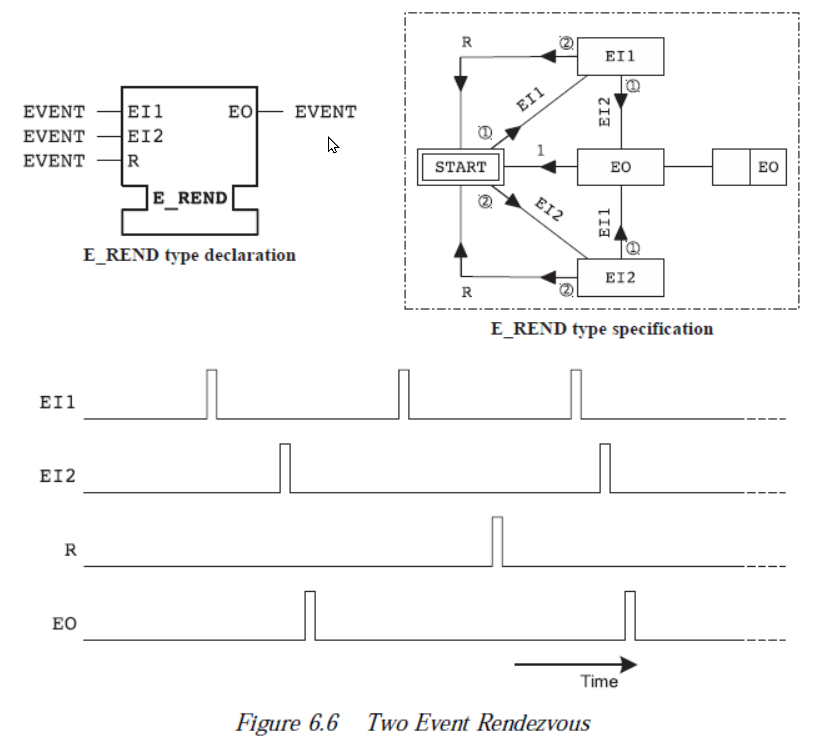 EVENT EI1 EO EVENT
EVENT EI2
EVENT R
E_REND
E_REND type declaration
R ② EI1
①
EI1
EI2
①
1
START EO EO
②
EI2
EI1
①
EI2
R ②
E_REND type specification
EI1
EI2
R
EO
Time
Figure 6.6 Two Event Rendezvous